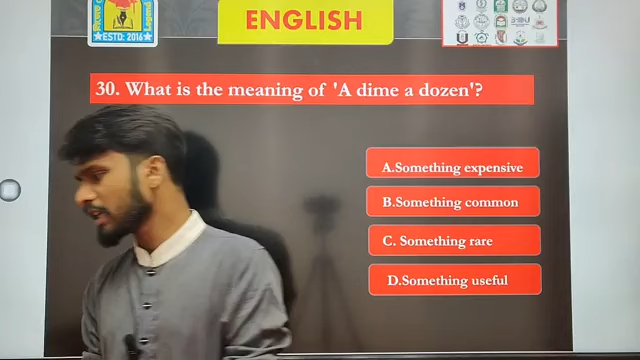 ESTD: 2016
Legend
ENGLISH
30. What is the meaning of 'A dime a dozen'?
A.Something expensive
B.Something common
C. Something rare
D.Something useful